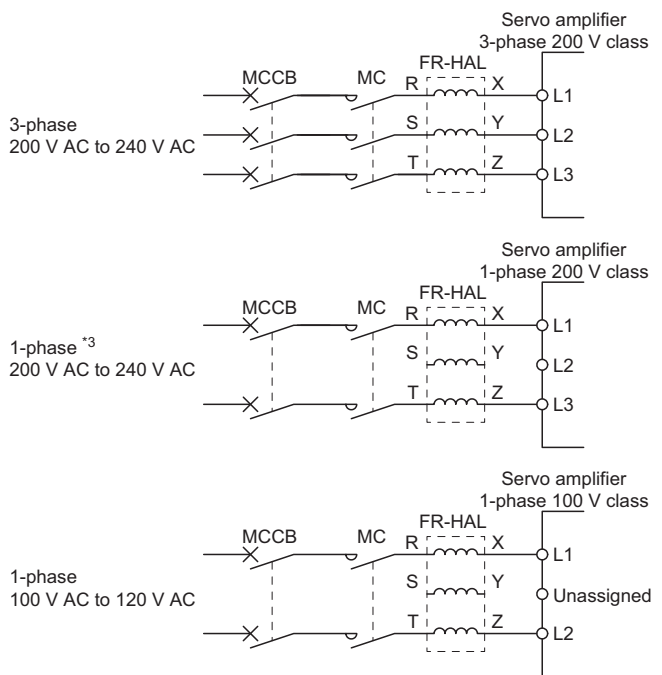 Servo amplifier
3-phase 200 V class
FR-HAL
MCCB
MC
R
X
L1
3-phase
200 V AC to 240 V AC
S
Y
L2
T
Z
L3
Servo amplifier
1-phase 200 V class
FR-HAL
MCCB
MC
R
X
L1
1-phase *3
200 V AC to 240 V AC
S
Y
L2
T
Z
L3
Servo amplifier
1-phase 100 V class
FR-HAL
MCCB
MC
R
X
L1
1-phase
100 V AC to 120 V AC
S
Y
Unassigned
T
Z
L2